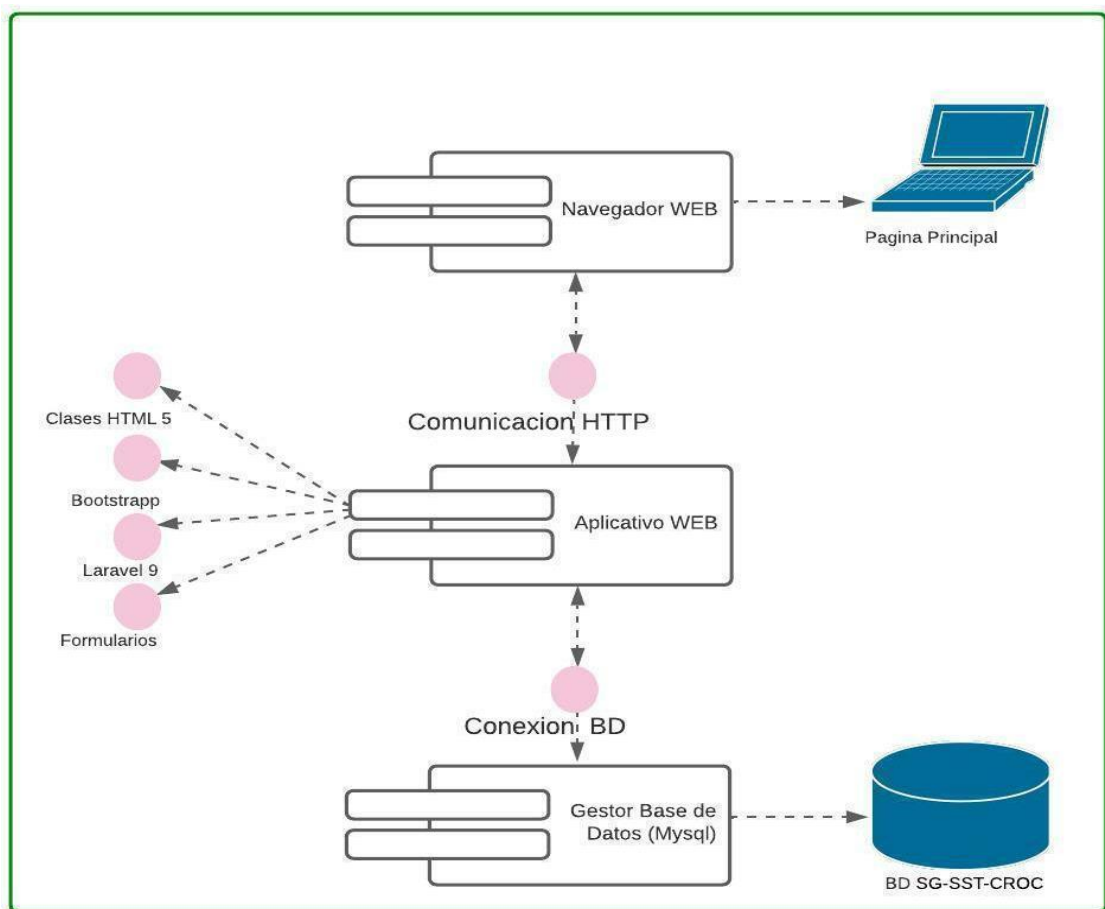 Navegador WEB
Pagina Principal
Comunicacion HTTP
Clases HTML 5
Bootstrapp
Laravel 9
Formularios
Aplicativo WEB
Conexion BD
Gestor Base de
Datos (Mysql)
BD SG-SST-CROC